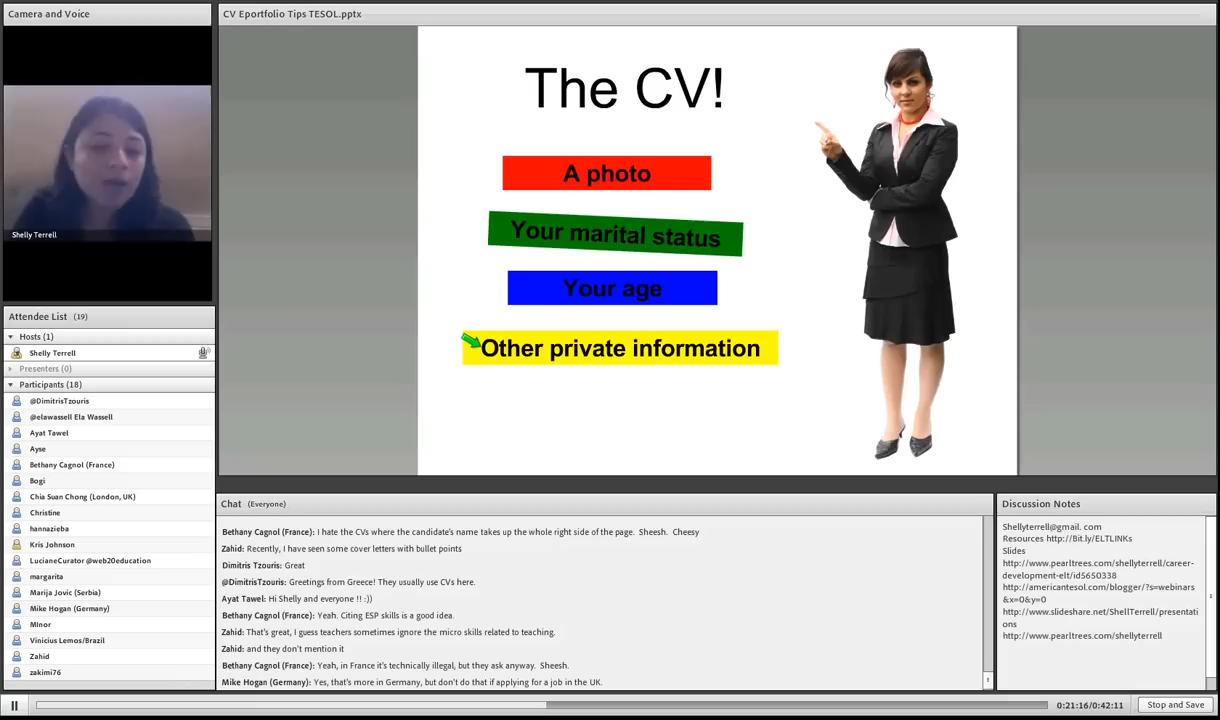 Camera and Voice
CV Eportfolio Tips TESOL.pptx
Shelly Terrell
The CV!
A photo
Your marital status
Your age
Other private information
Attendee List (19)
Hosts (1)
Shelly Terrell
Presenters (0)
Participants (18)
@DimitrisTzouris
@elawassell Ela Wassell
Ayat Tawel
Ayse
Bethany Cagnol (France)
Bogi
Chia Suan Chong (London, UK)
Christine
hannazieba
Kris Johnson
LucianeCurator @web20education
margarita
Marija Jovic (Serbia)
Mike Hogan (Germany)
MInor
Vinicius Lemos/Brazil
Zahid
zakimi76
Chat (Everyone)
Bethany Cagnol (France): I hate the CVs where the candidate's name takes up the whole right side of the page. Sheesh. Cheesy
Zahid: Recently, I have seen some cover letters with bullet points
Dimitris Tzouris: Great
@DimitrisTzouris: Greetings from Greece! They usually use CVs here.
Ayat Tawel: Hi Shelly and everyone !! :))
Bethany Cagnol (France): Yeah. Citing ESP skills is a good idea.
Zahid: That's great, I guess teachers sometimes ignore the micro skills related to teaching.
Zahid: and they don't mention it
Bethany Cagnol (France): Yeah, in France it's technically illegal, but they ask anyway. Sheesh.
Mike Hogan (Germany): Yes, that's more in Germany, but don't do that if applying for a job in the UK.
Discussion Notes
Shellyterrell@gmail. com
Resources http://Bit.ly/ELTLINKs
Slides
http://www.pearltrees.com/shellyterrell/career-
development-elt/id5650338
http://americantesol.com/blogger/?s=webinars
&x=0&y=0
http://www.slideshare.net/ShellTerrell/presentati
ons
http://www.pearltrees.com/shellyterrell
0:21:16/0:42:11
Stop and Save